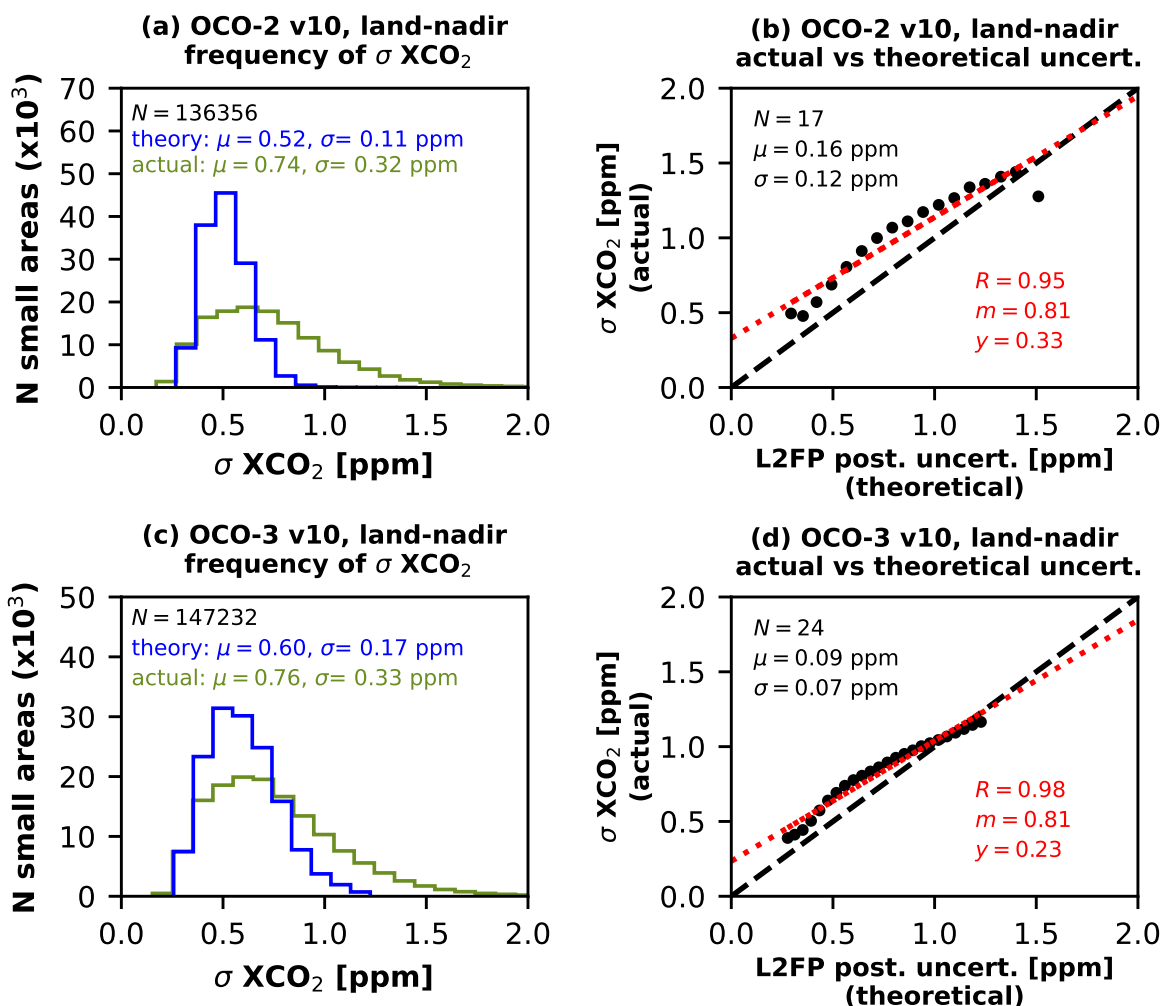 (a) OCO-2 v10, land-nadir
frequency of σ XCO₂
N small areas (x10³)
70
60
50
40
30
20
10
0
N = 136356
theory: μ = 0.52, σ= 0.11 ppm
actual: μ = 0.74, σ= 0.32 ppm
0.0 0.5 1.0 1.5 2.0
σ XCO₂ [ppm]
(b) OCO-2 v10, land-nadir
actual vs theoretical uncert.
σ XCO₂ [ppm]
(actual)
2.0
1.5
1.0
0.5
0.0
N = 17
μ = 0.16 ppm
σ = 0.12 ppm
R = 0.95
m = 0.81
y = 0.33
0.0 0.5 1.0 1.5 2.0
L2FP post. uncert. [ppm]
(theoretical)
(c) OCO-3 v10, land-nadir
frequency of σ XCO₂
N small areas (x10³)
50
40
30
20
10
0
N = 147232
theory: μ = 0.60, σ= 0.17 ppm
actual: μ = 0.76, σ= 0.33 ppm
0.0 0.5 1.0 1.5 2.0
σ XCO₂ [ppm]
(d) OCO-3 v10, land-nadir
actual vs theoretical uncert.
σ XCO₂ [ppm]
(actual)
2.0
1.5
1.0
0.5
0.0
N = 24
μ = 0.09 ppm
σ = 0.07 ppm
R = 0.98
m = 0.81
y = 0.23
0.0 0.5 1.0 1.5 2.0
L2FP post. uncert. [ppm]
(theoretical)